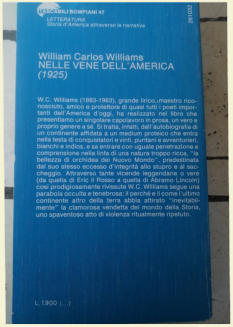 TASCABILI BOMPIANI 47
LETTERATURA
Storia d'America attraverso la narrativa
William Carlos Williams
NELLE VENE DELL'AMERICA
(1925)
W.C. Williams (1883-1963), grande lirico, maestro rico-
nosciuto, amico e protettore di quasi tutti i poeti impor-
tanti dell'America d'oggi, ha realizzato nel libro che
presentiamo un singolare capolavoro in prosa, un vero e
proprio genere a sé. Si tratta, infatti, dell'autobiografia di
un continente affidata a un medium proteico che entra
nella testa di conquistatori e vinti, puritani e avventurieri,
bianchi e indios, e sa entrare con uguale penetrazione e
comprensione nella linfa di una natura troppo ricca, "la
bellezza di orchidea del Nuovo Mondo", predestinata
dal suo stesso eccesso di integrità allo stupro e al sac-
cheggio. Attraverso tante vicende leggendarie o vere
(da quella di Eric il Rosso a quella di Abramo Lincoln)
così prodigiosamente rivissute W.C. Williams segue una
parabola occulta e tenebrosa: il perché e il come l'ultimo
continente altro della terra abbia attirato "inevitabil-
mente" la clamorosa vendetta del mondo della Storia,
uno spaventoso atto di violenza ritualmente ripetuto.
L. 1.900 (...)